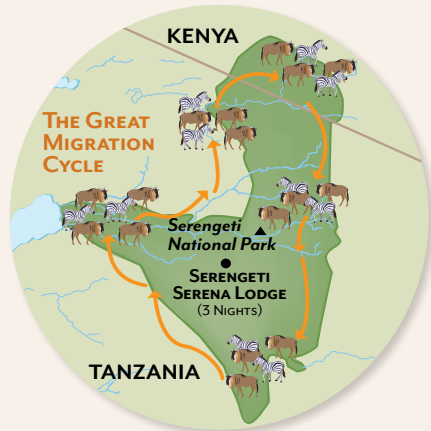 KENYA
THE GREAT
MIGRATION
CYCLE
Serengeti
National Park
SERENGETI
SERENA LODGE
(3 NIGHTS)
TANZANIA